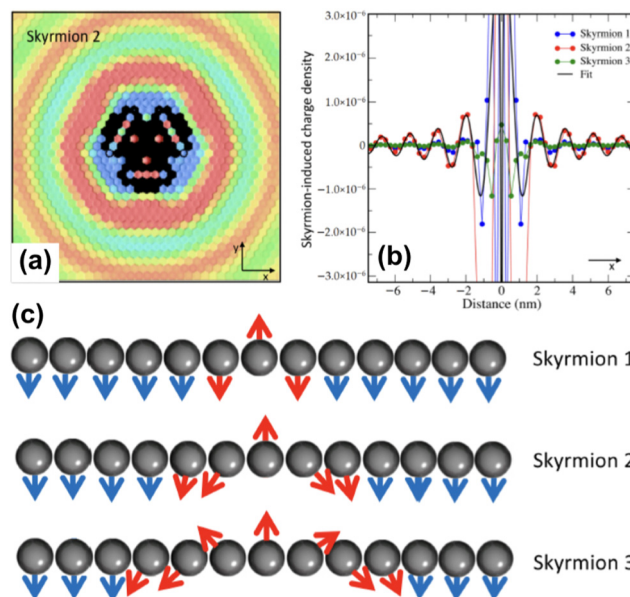 Skyrmion 2
(a)
y
x
Skyrmion-induced charge density
3.0×10⁻⁶
2.0×10⁻⁶
1.0×10⁻⁶
0
-1.0×10⁻⁶
-2.0×10⁻⁶
-3.0×10⁻⁶
Skyrmion 1
Skyrmion 2
Skyrmion 3
Fit
(b)
x
-6 -4 -2 0 2 4 6
Distance (nm)
(c)
Skyrmion 1
Skyrmion 2
Skyrmion 3